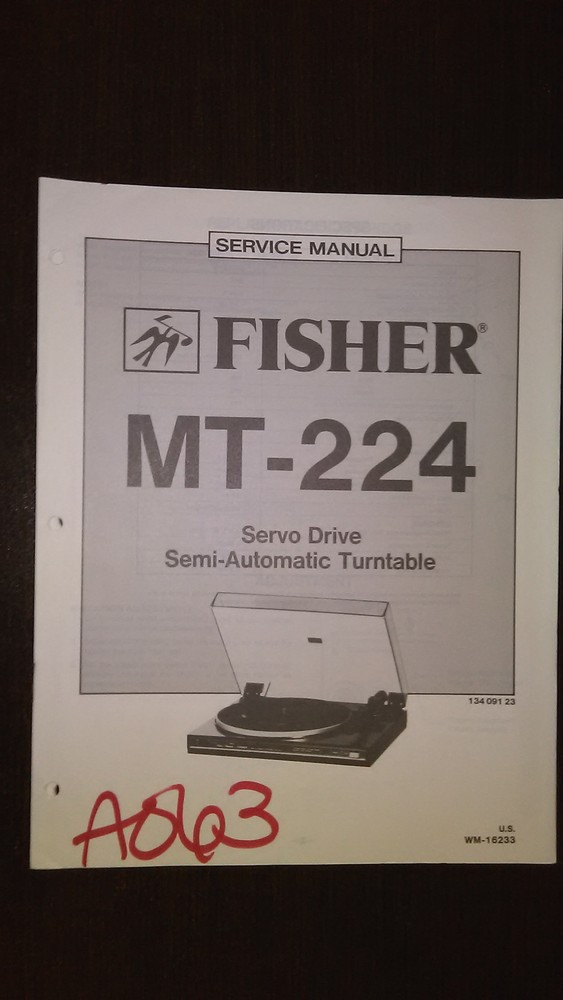 SERVICE MANUAL
FISHER®
MT-224
Servo Drive
Semi-Automatic Turntable
134 091 23
A063
U.S.
WM-16233